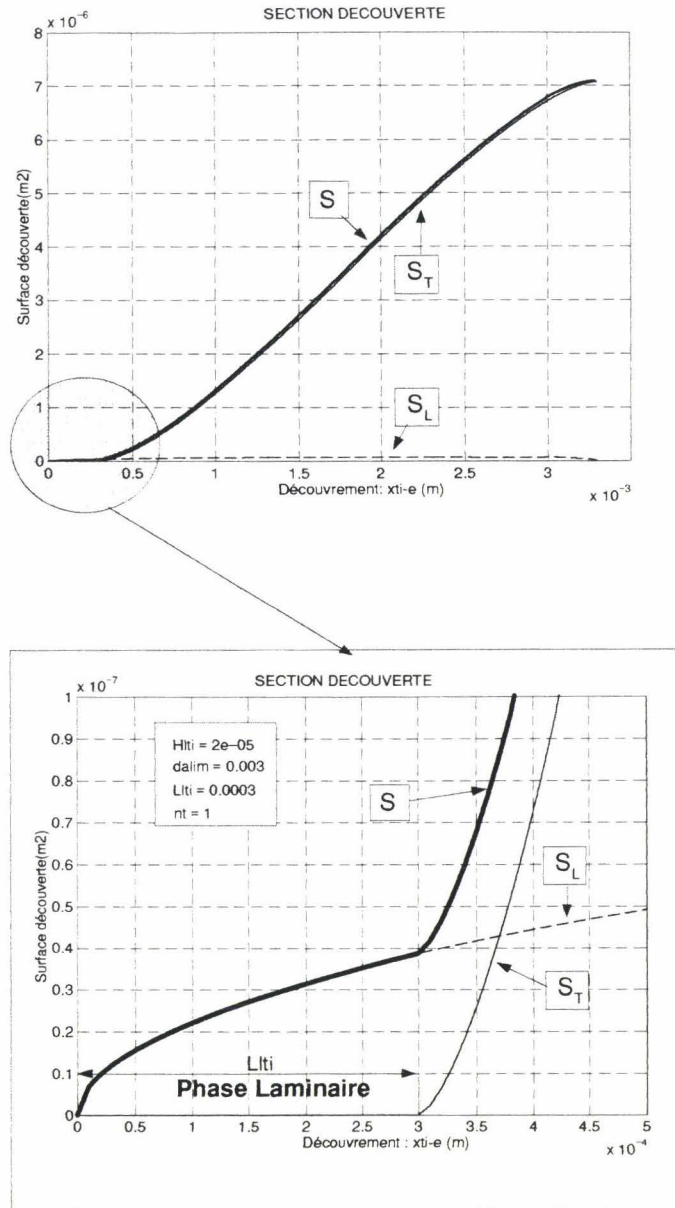 SECTION DECOUVERTE
x 10^-6
8
7
6
5
4
3
2
1
0
Surface découverte(m2)
S
S_T
S_L
0 0.5 1 1.5 2 2.5 3 3.5
Découvrement: xti-e (m)
x 10^-3
SECTION DECOUVERTE
x 10^-7
1
0.9
0.8
0.7
0.6
0.5
0.4
0.3
0.2
0.1
0
Surface découverte(m2)
Hlti = 2e-05
dalim = 0.003
Llti = 0.0003
nt = 1
S
S_L
S_T
Llti
Phase Laminaire
0 0.5 1 1.5 2 2.5 3 3.5 4 4.5 5
Découvrement : xti-e (m)
x 10^-4